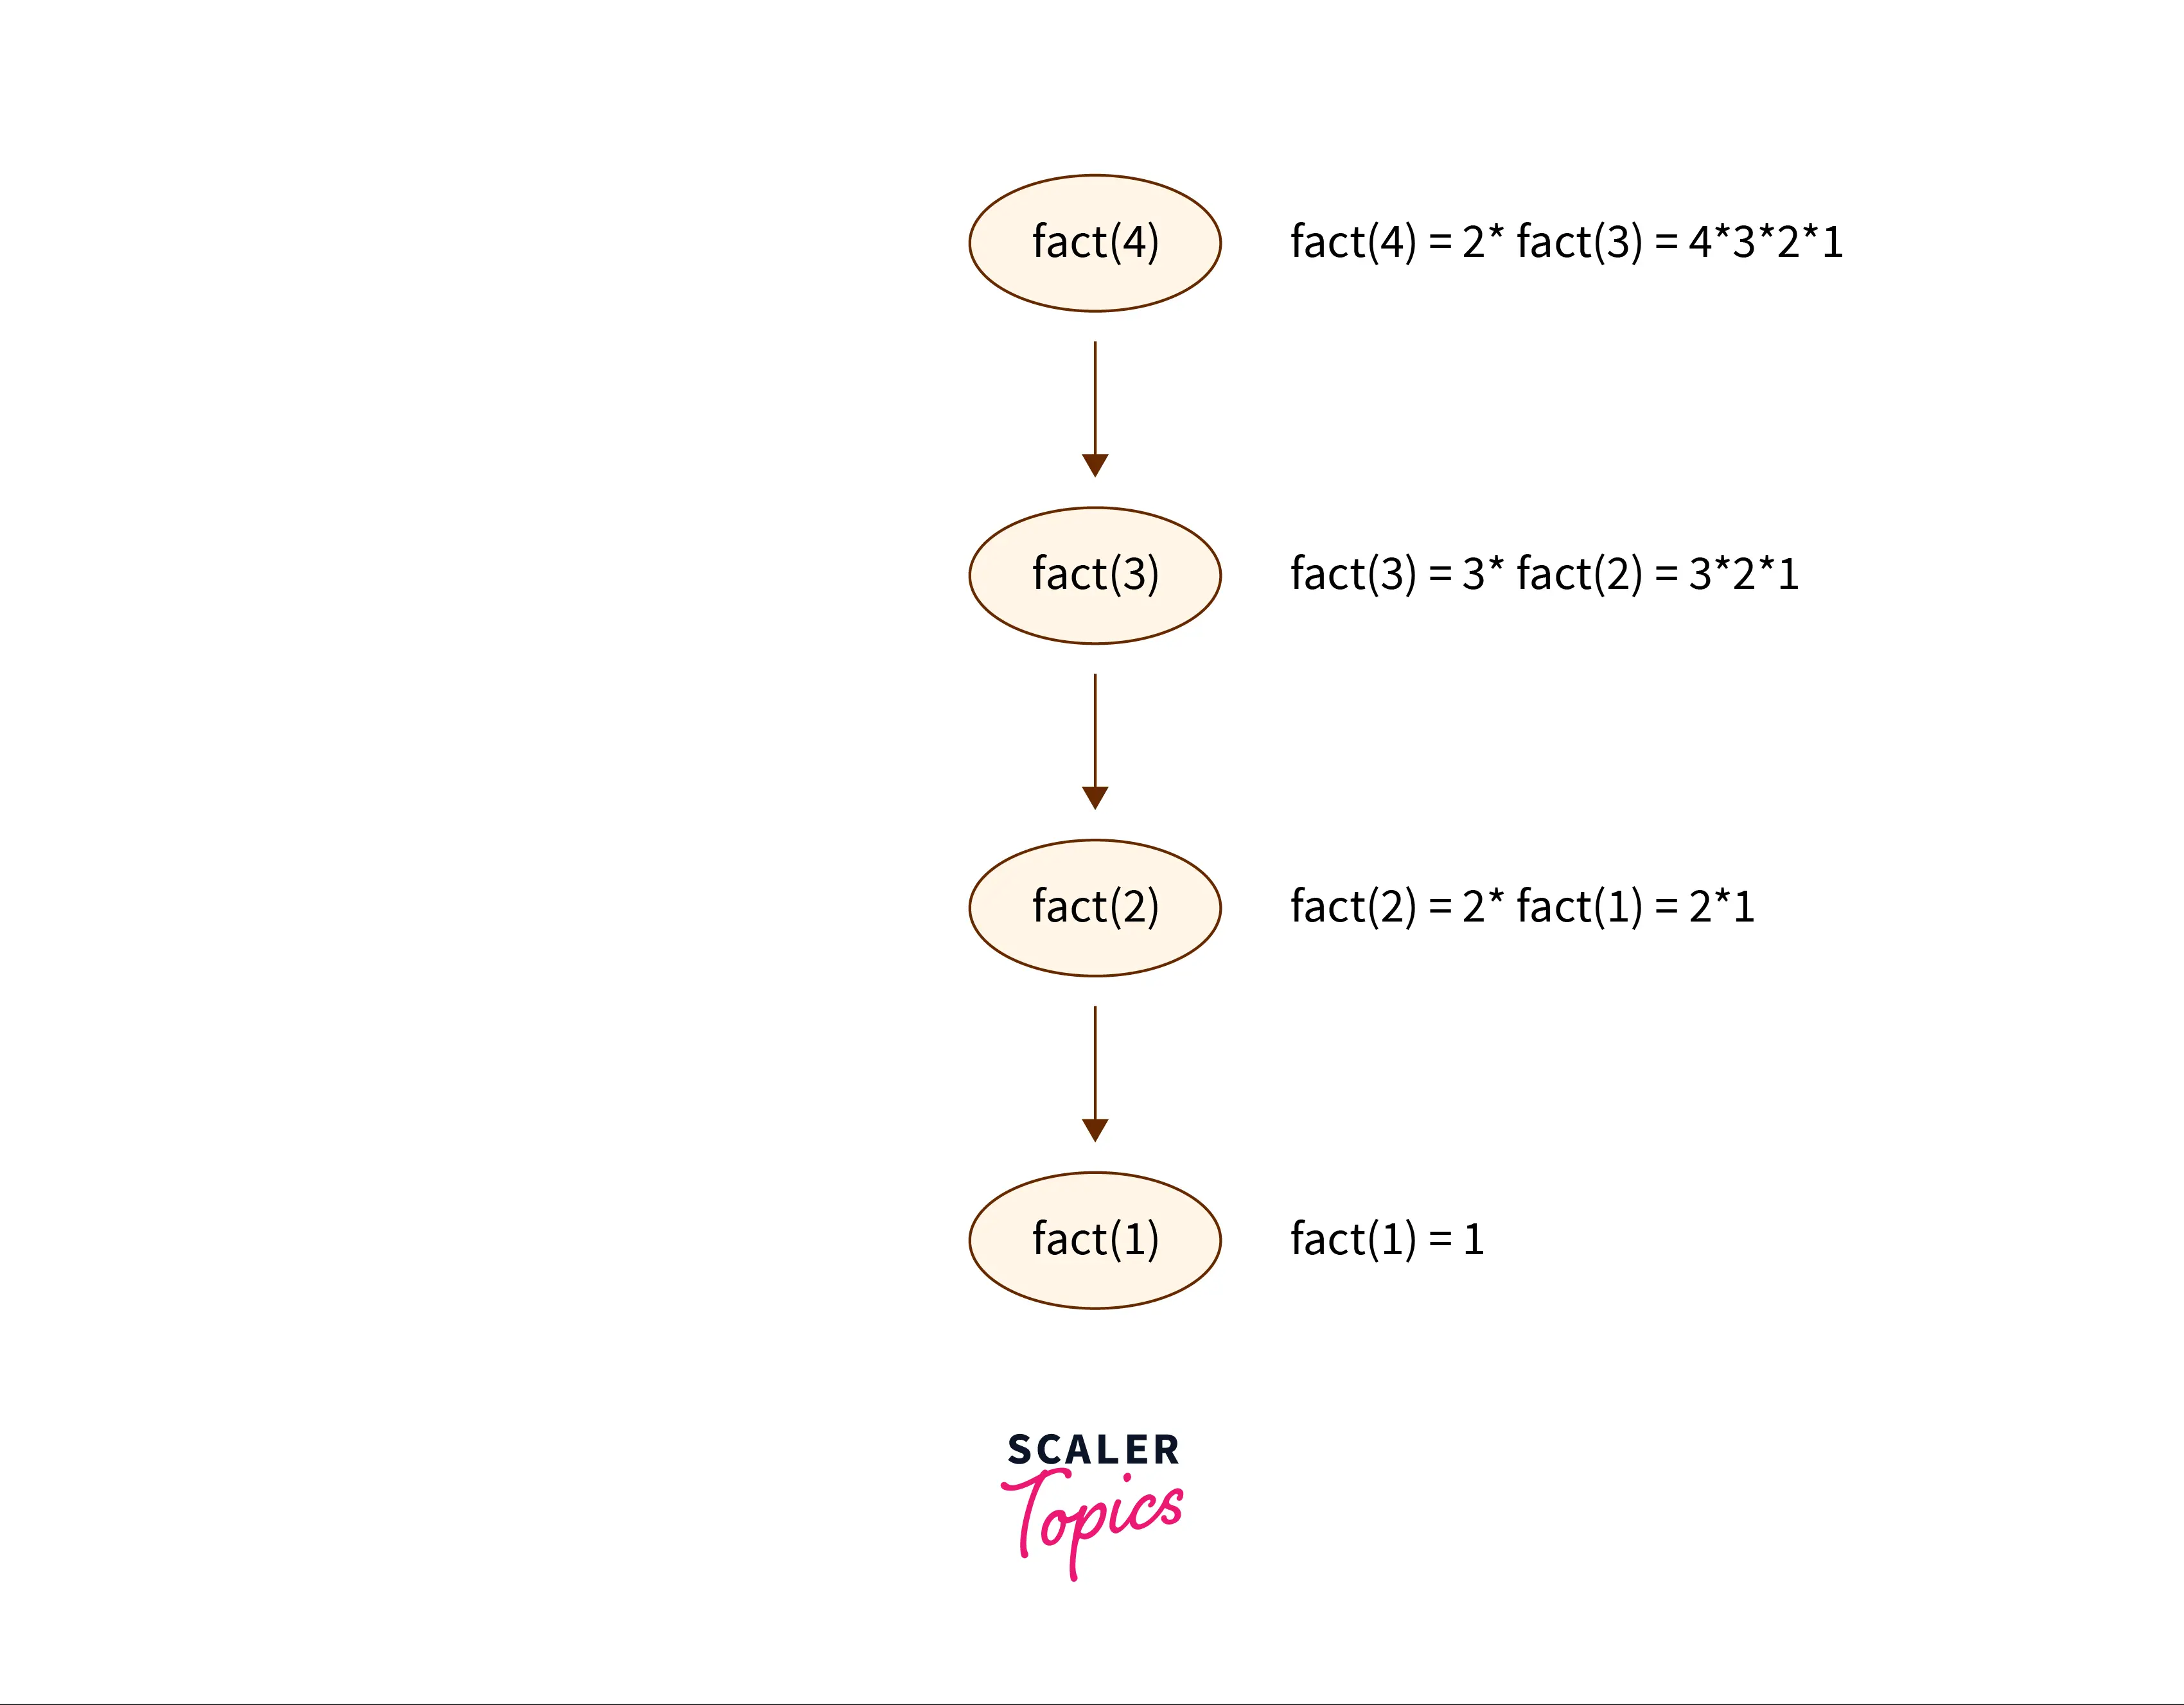 fact(4) fact(4) = 2* fact(3) = 4*3*2*1
fact(3) fact(3) = 3* fact(2) = 3*2*1
fact(2) fact(2) = 2* fact(1) = 2*1
fact(1) fact(1) = 1
SCALER
Topics